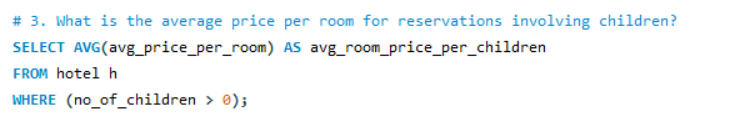 # 3. What is the average price per room for reservations involving children?
SELECT AVG(avg_price_per_room) AS avg_room_price_per_children
FROM hotel h
WHERE (no_of_children > 0);